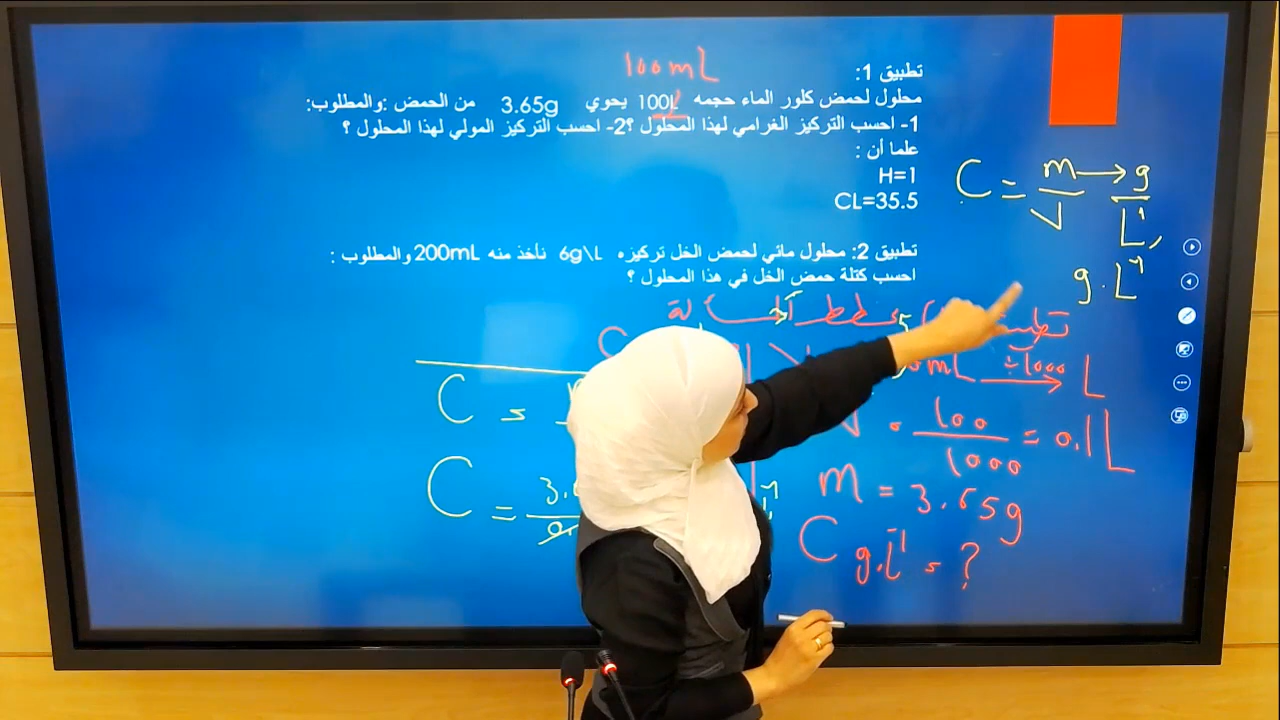 100mL
تطبيق 1:
محلول لحمض كلور الماء حجمه 100L يحوي 3.65g من الحمض :والمطلوب:
1- احسب التركيز الغرامي لهذا المحلول ؟2- احسب التركيز المولي لهذا المحلول ؟
علما أن :
H=1
CL=35.5
C = m/V → g/L
g.L⁻¹
تطبيق 2: محلول مائي لحمض الخل تركيزه 6g\L نأخذ منه 200mL والمطلوب :
احسب كتلة حمض الخل في هذا المحلول ؟
mL ÷1000 → L
V = 100/1000 = 0.1L
m = 3.65g
C g.L⁻¹ = ?
C =
C = 3.